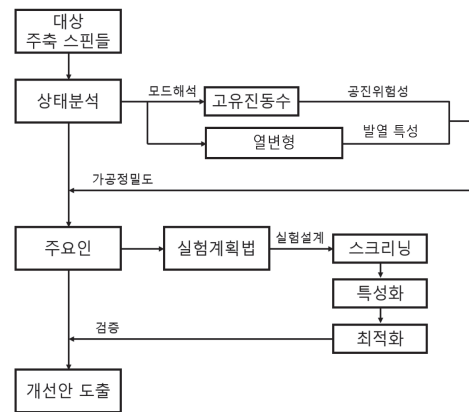 대상
주축 스핀들
상태분석
모드해석
고유진동수
공진위험성
열변형
발열 특성
가공정밀도
주요인
실험계획법
실험설계
스크리닝
특성화
검증
최적화
개선안 도출